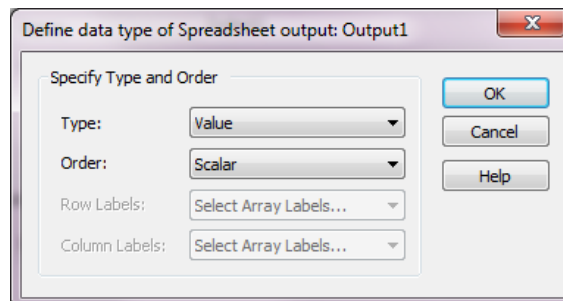 Define data type of Spreadsheet output: Output1
Specify Type and Order
Type: Value
Order: Scalar
Row Labels: Select Array Labels...
Column Labels: Select Array Labels...
OK
Cancel
Help